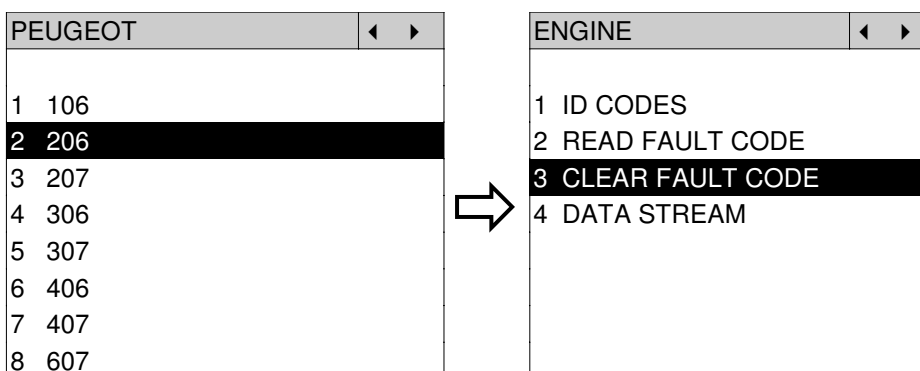 PEUGEOT
1 106
2 206
3 207
4 306
5 307
6 406
7 407
8 607
ENGINE
1 ID CODES
2 READ FAULT CODE
3 CLEAR FAULT CODE
4 DATA STREAM